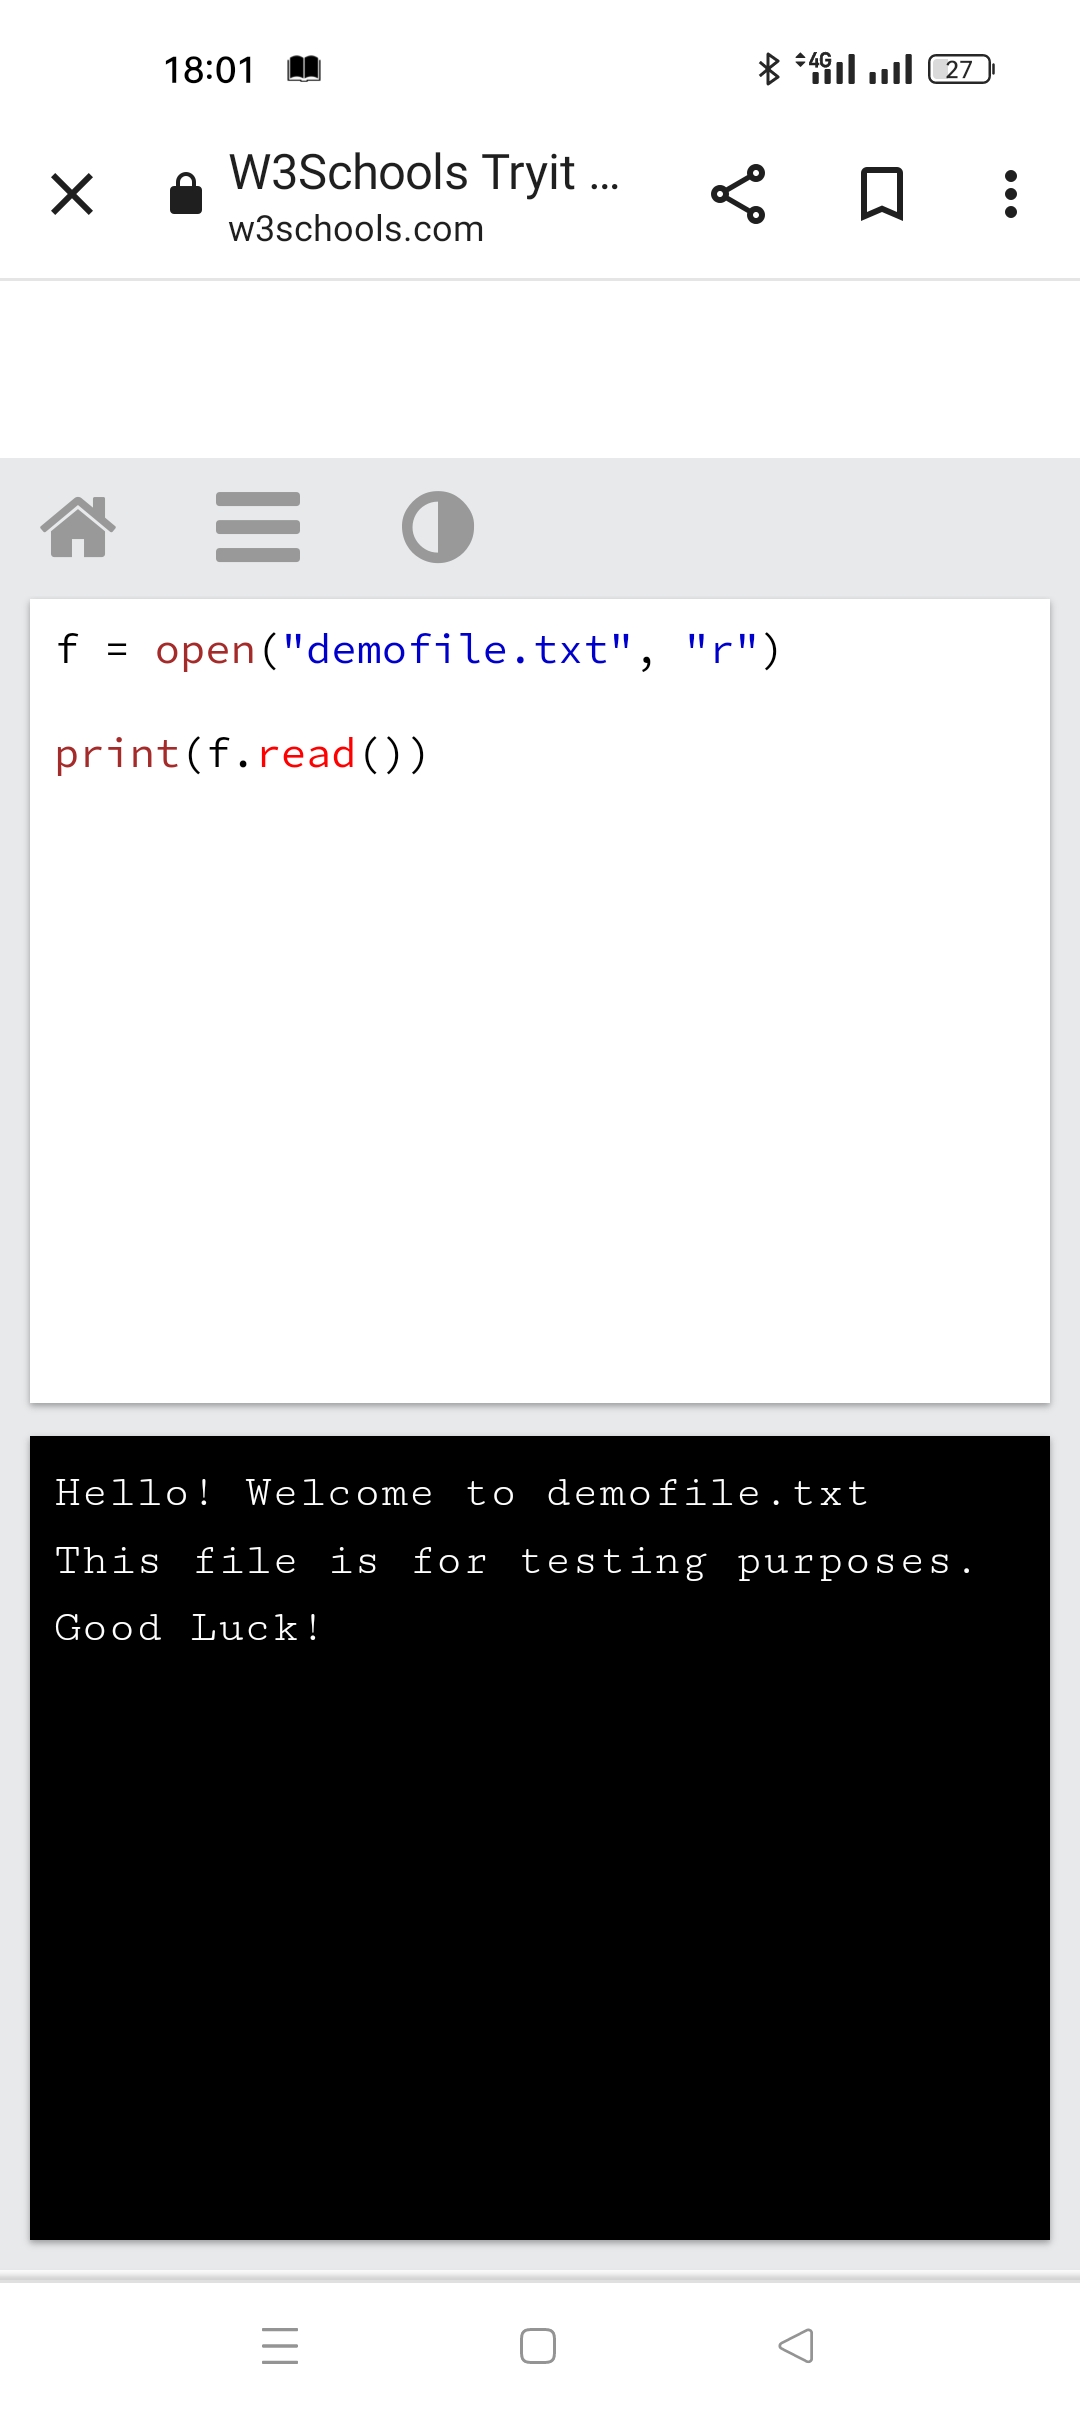 18:01
4G
27
W3Schools Tryit ...
w3schools.com
f = open("demofile.txt", "r")
print(f.read())
Hello! Welcome to demofile.txt
This file is for testing purposes.
Good Luck!